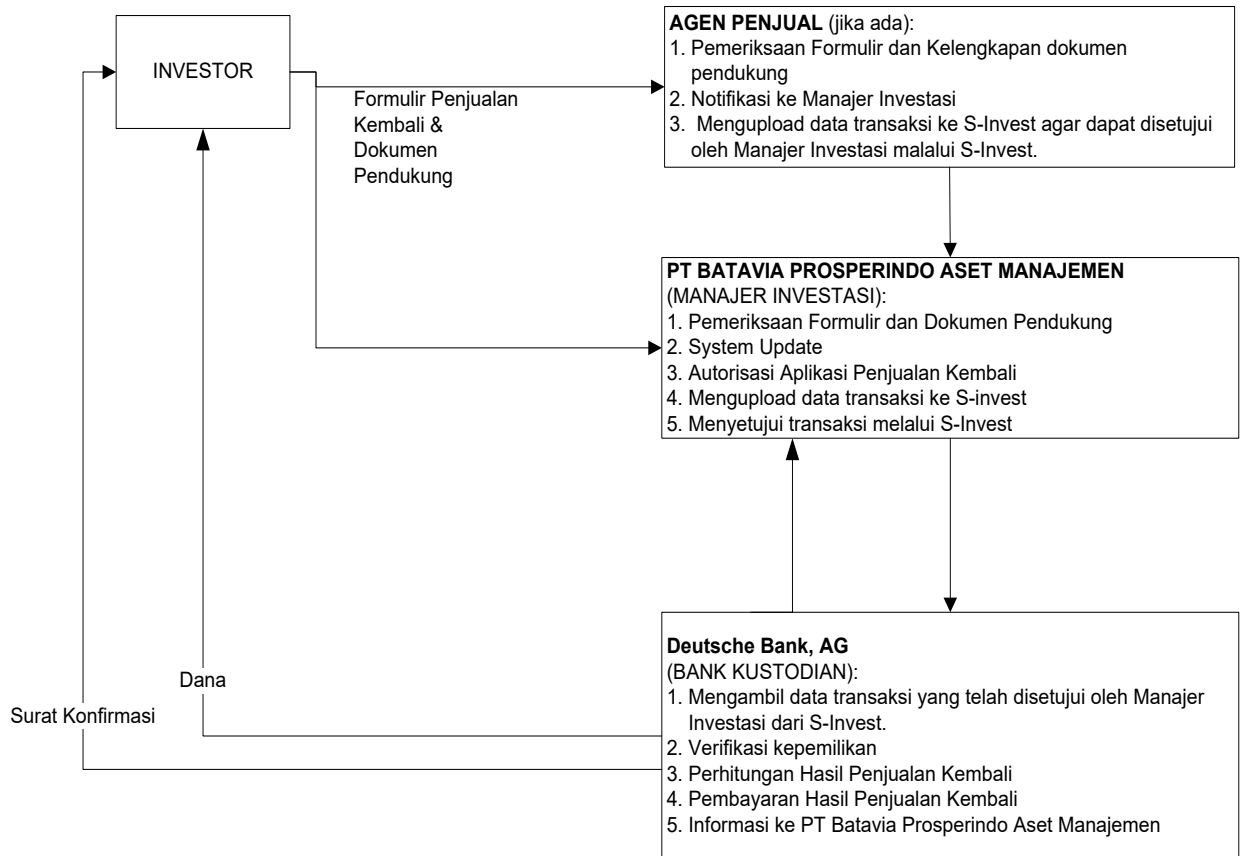 INVESTOR
Formulir Penjualan
Kembali &
Dokumen
Pendukung
AGEN PENJUAL (jika ada):
1. Pemeriksaan Formulir dan Kelengkapan dokumen
pendukung
2. Notifikasi ke Manajer Investasi
3. Mengupload data transaksi ke S-Invest agar dapat disetujui
oleh Manajer Investasi malalui S-Invest.
PT BATAVIA PROSPERINDO ASET MANAJEMEN
(MANAJER INVESTASI):
1. Pemeriksaan Formulir dan Dokumen Pendukung
2. System Update
3. Autorisasi Aplikasi Penjualan Kembali
4. Mengupload data transaksi ke S-invest
5. Menyetujui transaksi melalui S-Invest
Deutsche Bank, AG
(BANK KUSTODIAN):
1. Mengambil data transaksi yang telah disetujui oleh Manajer
Investasi dari S-Invest.
2. Verifikasi kepemilikan
3. Perhitungan Hasil Penjualan Kembali
4. Pembayaran Hasil Penjualan Kembali
5. Informasi ke PT Batavia Prosperindo Aset Manajemen
Dana
Surat Konfirmasi